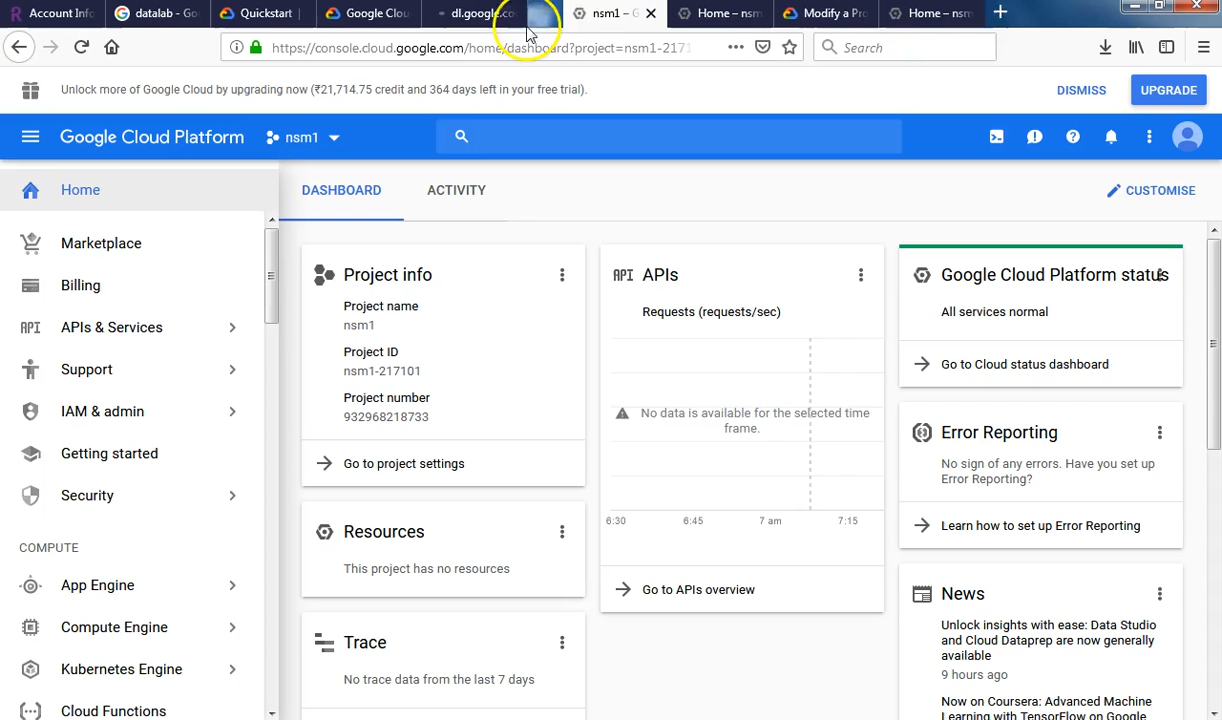 Account Info
datalab - Go
Quickstart
Google Clou
dl.google.co
nsm1 – G
Home – nsm
Modify a Pro
Home – nsm
https://console.cloud.google.com/home/dashboard?project=nsm1-2171
Search
Unlock more of Google Cloud by upgrading now (₹21,714.75 credit and 364 days left in your free trial).
DISMISS
UPGRADE
Google Cloud Platform
nsm1
Home
Marketplace
Billing
APIs & Services
Support
IAM & admin
Getting started
Security
COMPUTE
App Engine
Compute Engine
Kubernetes Engine
Cloud Functions
DASHBOARD
ACTIVITY
CUSTOMISE
Project info
Project name
nsm1
Project ID
nsm1-217101
Project number
932968218733
Go to project settings
Resources
This project has no resources
Trace
No trace data from the last 7 days
API APIs
Requests (requests/sec)
No data is available for the selected time
frame.
6:30 6:45 7 am 7:15
Go to APIs overview
Google Cloud Platform status
All services normal
Go to Cloud status dashboard
Error Reporting
No sign of any errors. Have you set up
Error Reporting?
Learn how to set up Error Reporting
News
Unlock insights with ease: Data Studio
and Cloud Dataprep are now generally
available
9 hours ago
Now on Coursera: Advanced Machine
Learning with TensorFlow on Google